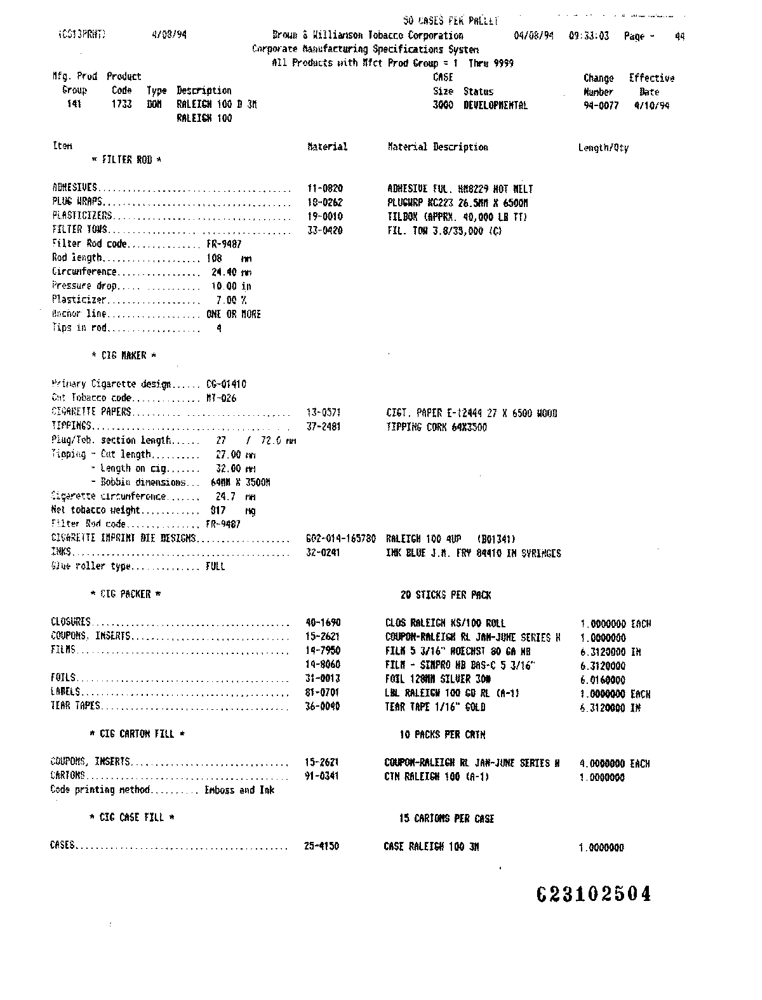 50 CASES PER PALLET
(CS13PRNT) 4/08/94 Brown & Williamson Tobacco Corporation 04/08/94 09:33:03 Page - 44
Corporate Manufacturing Specifications System
All Products with Mfct Prod Group = 1 Thru 9999
Mfg. Prod Product CASE Change Effective
Group Code Type Description Size Status Number Date
141 1733 DOM RALEIGH 100 D 3M 3000 DEVELOPMENTAL 94-0077 4/10/94
RALEIGH 100
Item Material Material Description Length/Qty
* FILTER ROD *
ADHESIVES.................................... 11-0820 ADHESIVE FUL. HM8229 HOT MELT
PLUG WRAPS.................................... 18-0262 PLUGWRP KC223 26.5MM X 6500M
PLASTICIZERS.................................. 19-0010 TILBOX (APPRX. 40,000 LB TT)
FILTER TOWS................................... 33-0420 FIL. TOW 3.8/35,000 (C)
Filter Rod code.............. FR-9487
Rod length................... 108 mm
Circumference................ 24.40 mm
Pressure drop................ 10.00 in
Plasticizer.................. 7.00 %
Anchor line.................. ONE OR MORE
Tips in rod.................. 4
* CIG MAKER *
Primary Cigarette design...... CG-01410
Cut Tobacco code.............. MT-026
CIGARETTE PAPERS.............................. 13-0571 CIGT. PAPER E-12444 27 X 6500 WOOD
TIPPINGS...................................... 37-2481 TIPPING CORK 64X3500
Plug/Tob. section length...... 27 / 72.0 mm
Tipping - Cut length.......... 27.00 mm
- Length on cig....... 32.00 mm
- Bobbin dimensions... 64MM X 3500M
Cigarette circumference....... 24.7 mm
Net tobacco weight............ 817 mg
Filter Rod code............... FR-9487
CIGARETTE IMPRINT DIE DESIGNS................. G02-014-165780 RALEIGH 100 4UP (B01341)
INKS.......................................... 32-0241 INK BLUE J.M. FRY 84410 IN SYRINGES
Glue roller type.............. FULL
* CIG PACKER * 20 STICKS PER PACK
CLOSURES...................................... 40-1690 CLOS RALEIGH KS/100 ROLL 1.0000000 EACH
COUPONS, INSERTS.............................. 15-2621 COUPON-RALEIGH RL JAN-JUNE SERIES H 1.0000000
FILMS......................................... 14-7950 FILM 5 3/16" HOECHST 80 GA HB 6.3120000 IN
14-8060 FILM - SIMPRO HB BAS-C 5 3/16" 6.3120000
FOILS......................................... 31-0013 FOIL 128MM SILVER 30# 6.0160000
LABELS........................................ 81-0701 LBL RALEIGH 100 GD RL (A-1) 1.0000000 EACH
TEAR TAPES.................................... 36-0040 TEAR TAPE 1/16" GOLD 6.3120000 IN
* CIG CARTON FILL * 10 PACKS PER CRTN
COUPONS, INSERTS.............................. 15-2621 COUPON-RALEIGH RL JAN-JUNE SERIES H 4.0000000 EACH
CARTONS....................................... 91-0341 CTN RALEIGH 100 (A-1) 1.0000000
Code printing method.......... Emboss and Ink
* CIG CASE FILL * 15 CARTONS PER CASE
CASES......................................... 25-4150 CASE RALEIGH 100 3M 1.0000000
623102504